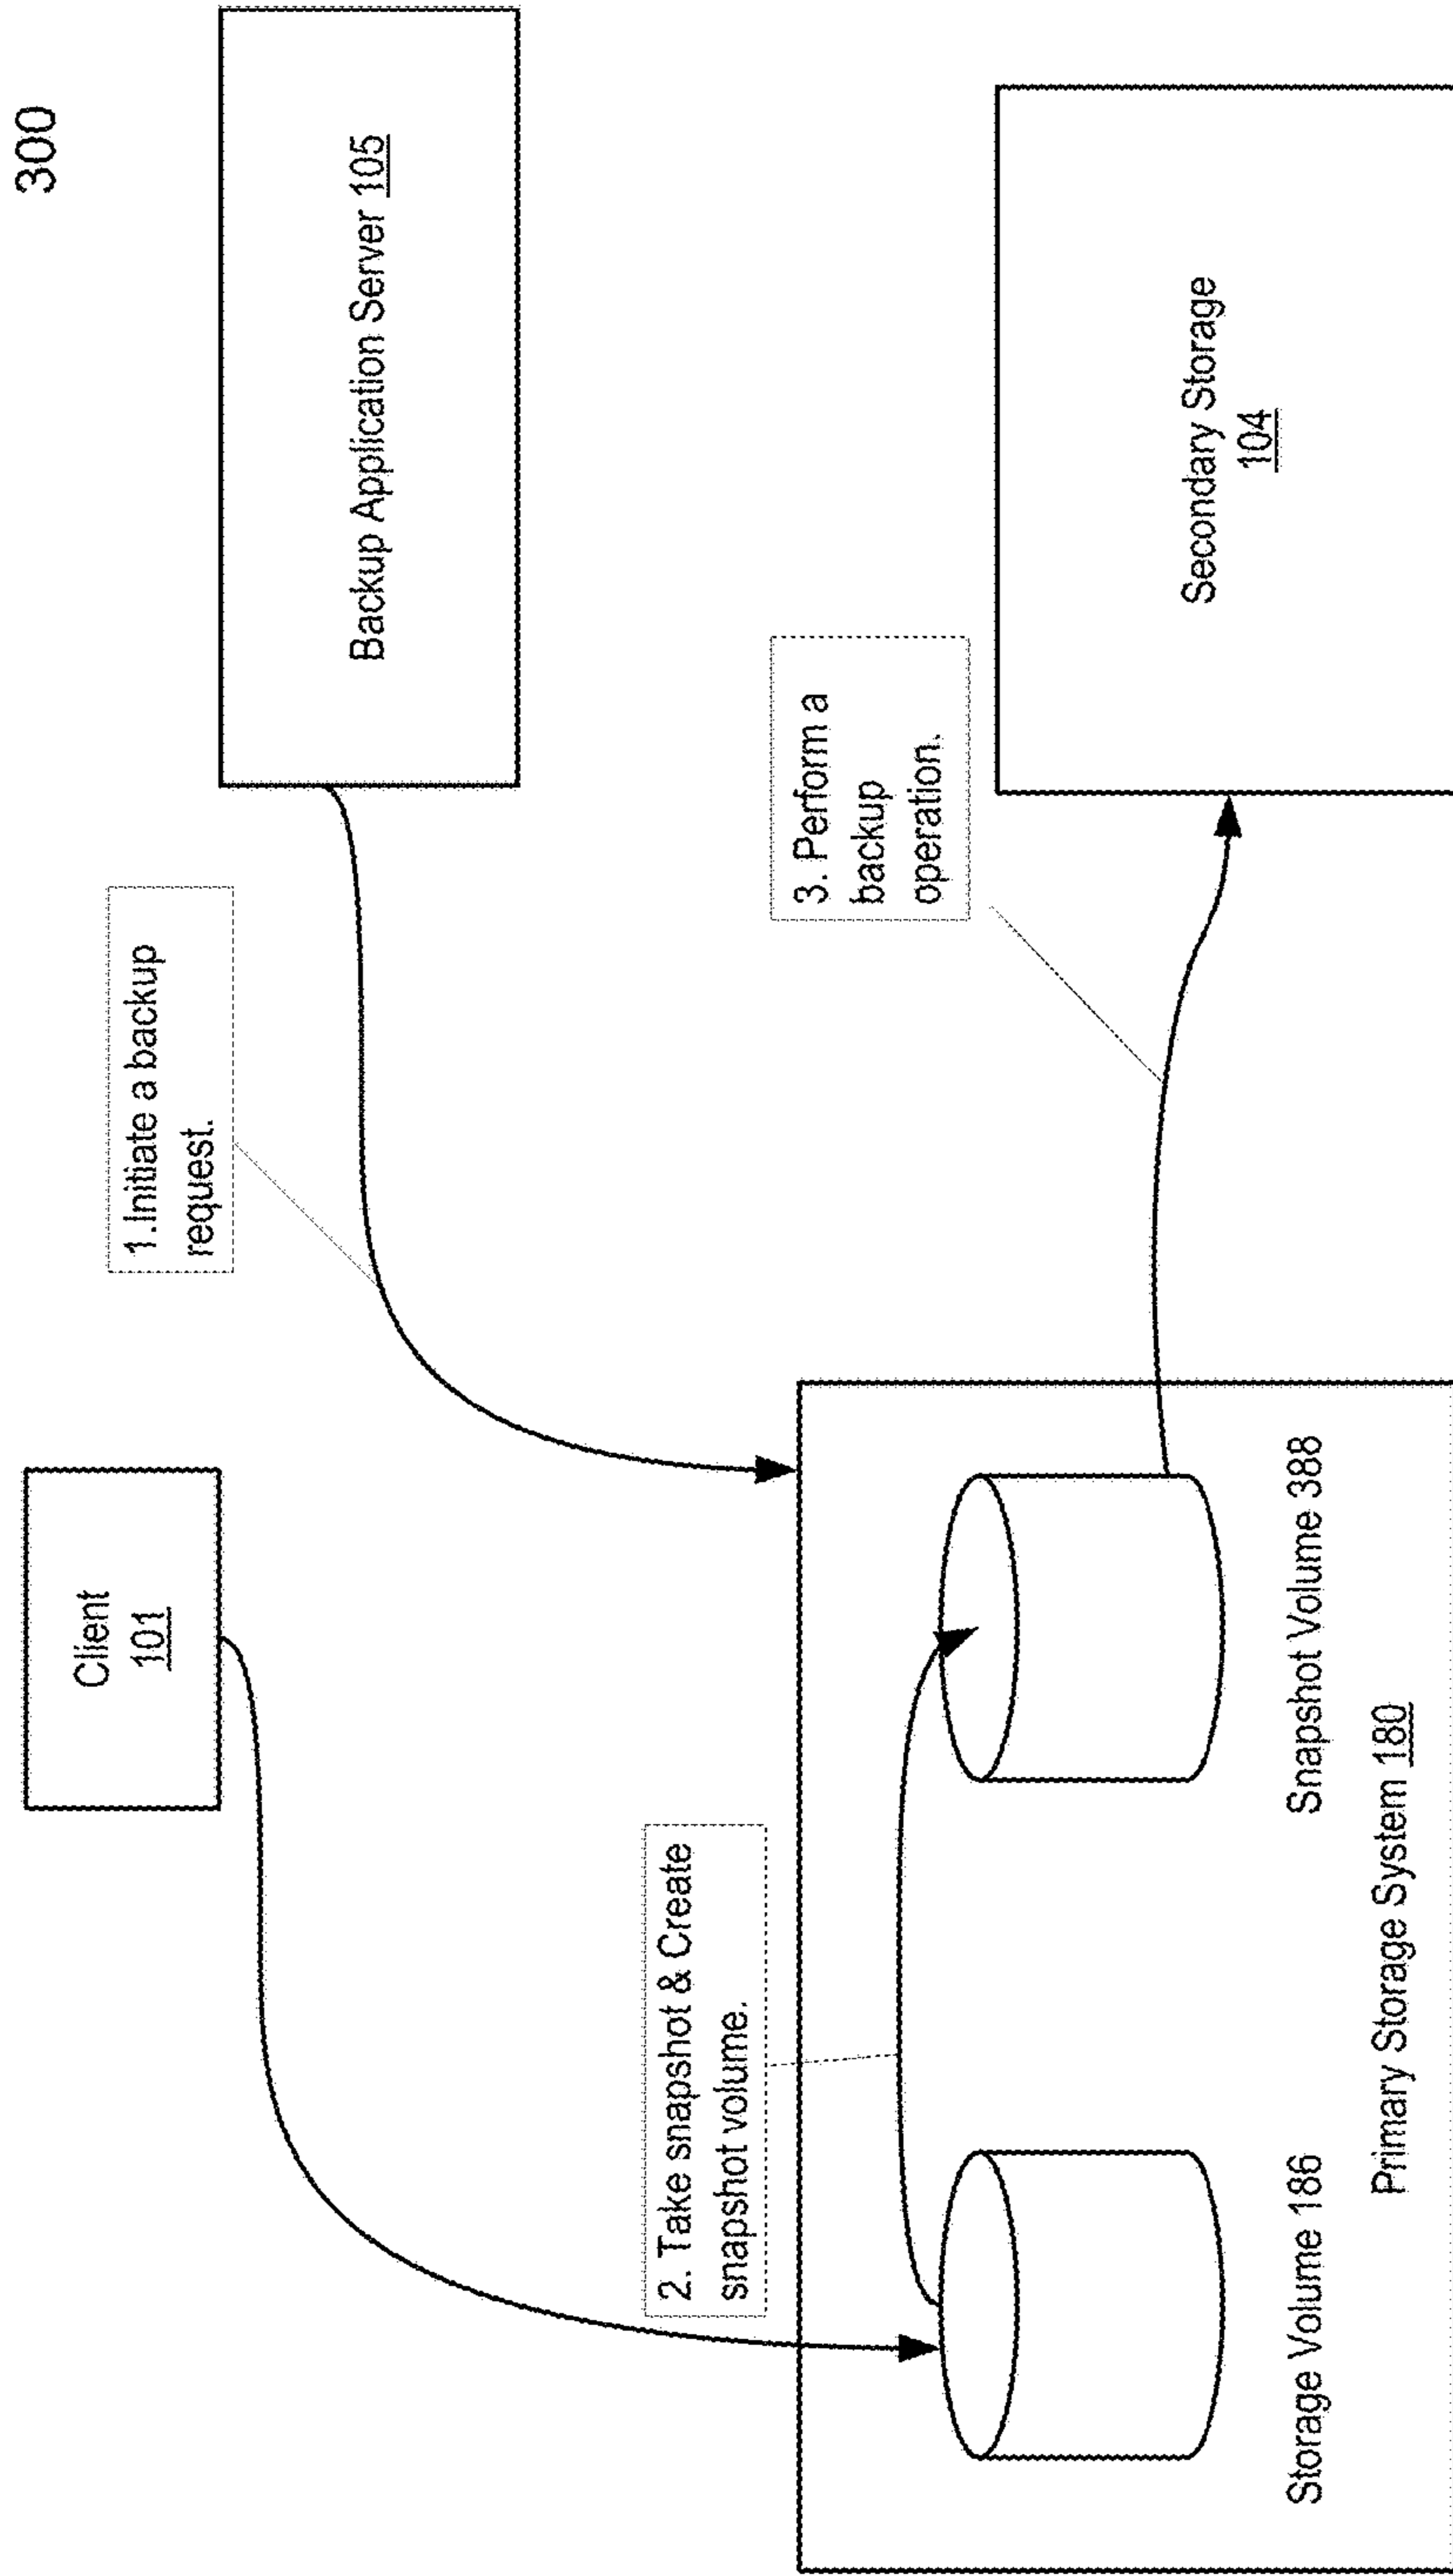 300
Client
101
Backup Application Server 105
1.Initiate a backup
request.
2. Take snapshot & Create
snapshot volume.
3. Perform a
backup
operation.
Secondary Storage
104
Storage Volume 186
Snapshot Volume 388
Primary Storage System 180